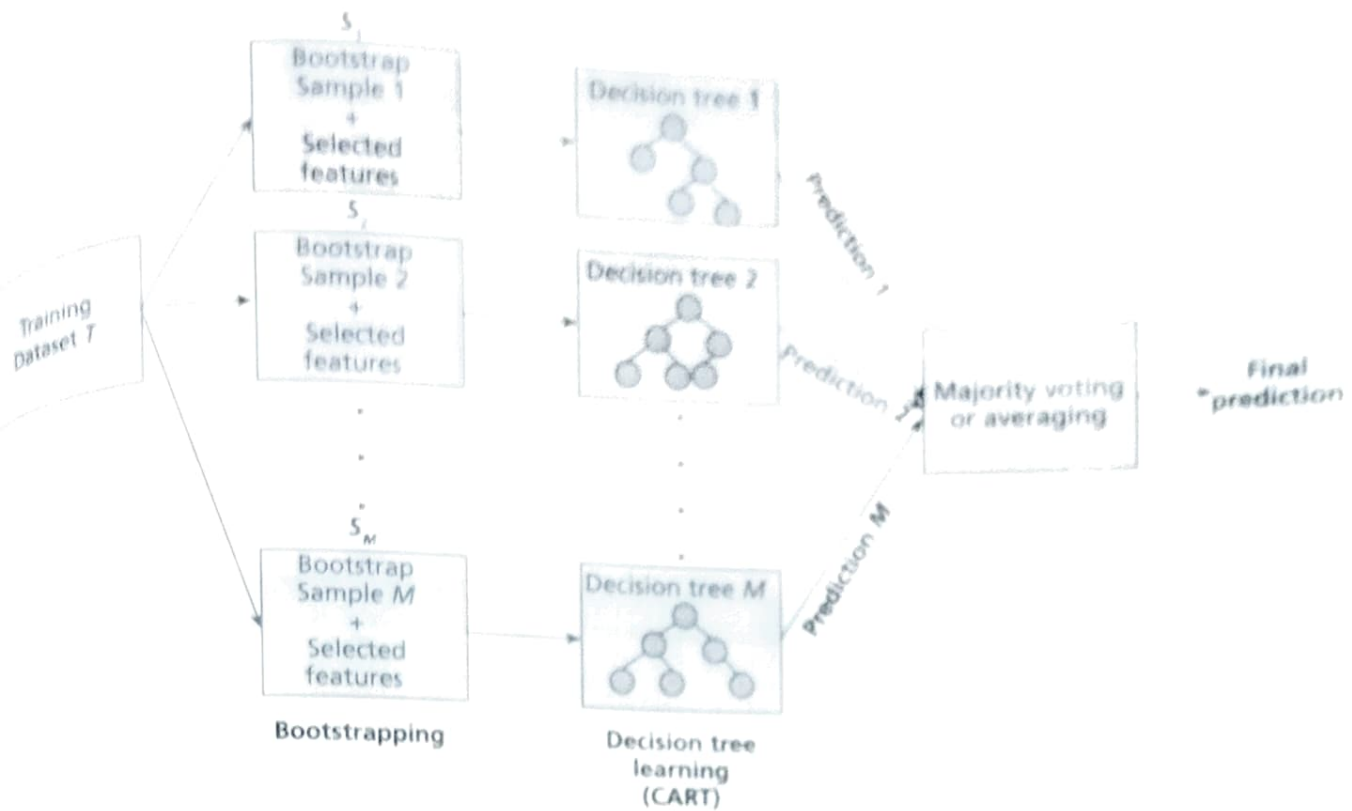 Training
Dataset T
S
Bootstrap
Sample 1
+
Selected
features
S
Bootstrap
Sample 2
+
Selected
features
S_M
Bootstrap
Sample M
+
Selected
features
Bootstrapping
Decision tree 1
Decision tree 2
Decision tree M
Decision tree
learning
(CART)
Prediction 1
Prediction 2
Prediction M
Majority voting
or averaging
Final
prediction